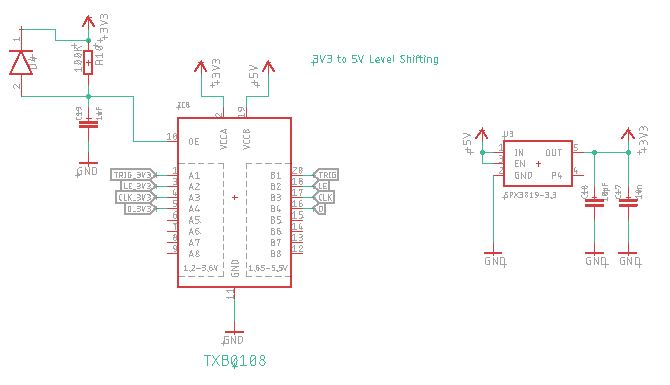 +3V3
1
D4
2
100K
R10
C19
1uF
GND
3V3 to 5V Level Shifting
+3V3
+5V
IC8
2
19
VCCA
VCCB
10
OE
TRIG_3V3
1
A1
B1
20
TRIG
LE_3V3
3
A2
B2
18
LE
CLK_3V3
4
A3
B3
17
CLK
D_3V3
5
A4
B4
16
D
6
A5
B5
15
7
A6
B6
14
8
A7
B7
13
9
A8
B8
12
1.2-3.6V
GND
1.65-5.5V
11
GND
TXB0108
+5V
U3
+3V3
1
IN
OUT
5
3
EN
2
GND
P4
4
SPX3819-3.3
C18
10µF
C17
10n
GND
GND
GND